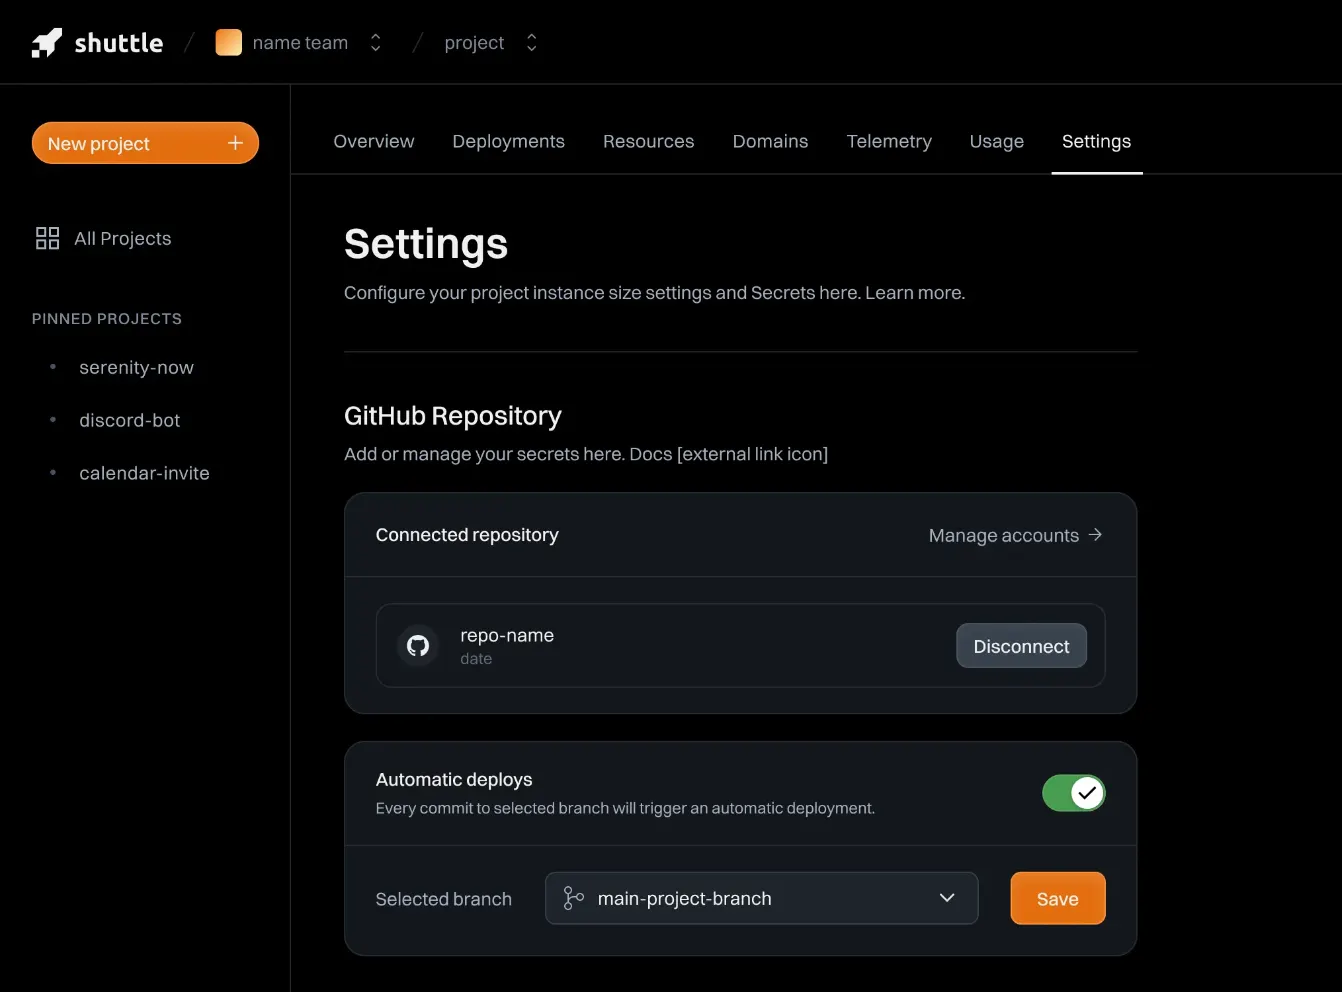 shuttle / name team / project
New project +
All Projects
PINNED PROJECTS
• serenity-now
• discord-bot
• calendar-invite
Overview Deployments Resources Domains Telemetry Usage Settings
Settings
Configure your project instance size settings and Secrets here. Learn more.
GitHub Repository
Add or manage your secrets here. Docs [external link icon]
Connected repository
Manage accounts →
repo-name
date
Disconnect
Automatic deploys
Every commit to selected branch will trigger an automatic deployment.
Selected branch
main-project-branch
Save